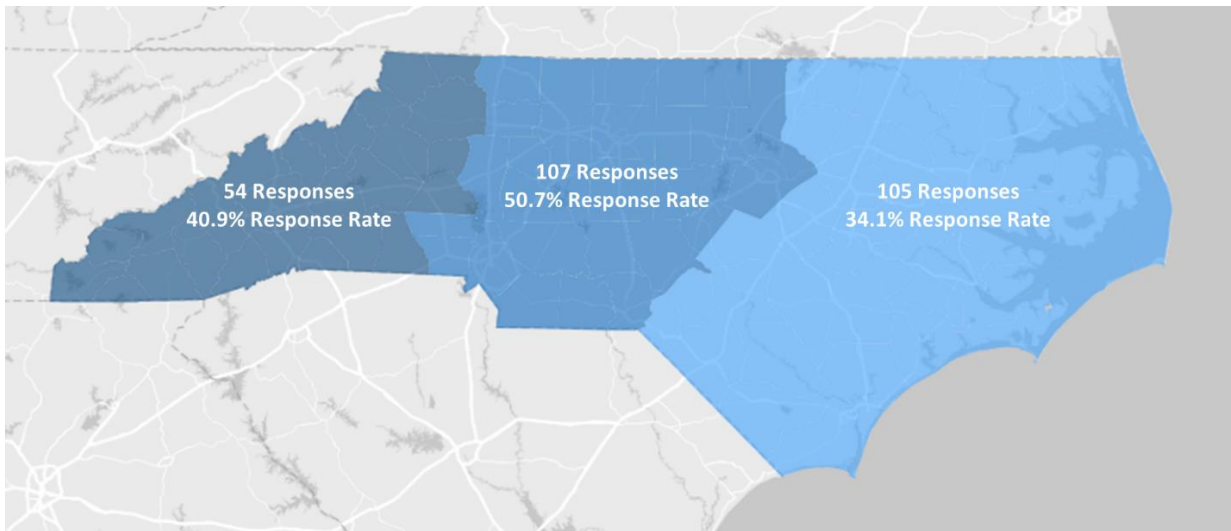 54 Responses
40.9% Response Rate
107 Responses
50.7% Response Rate
105 Responses
34.1% Response Rate